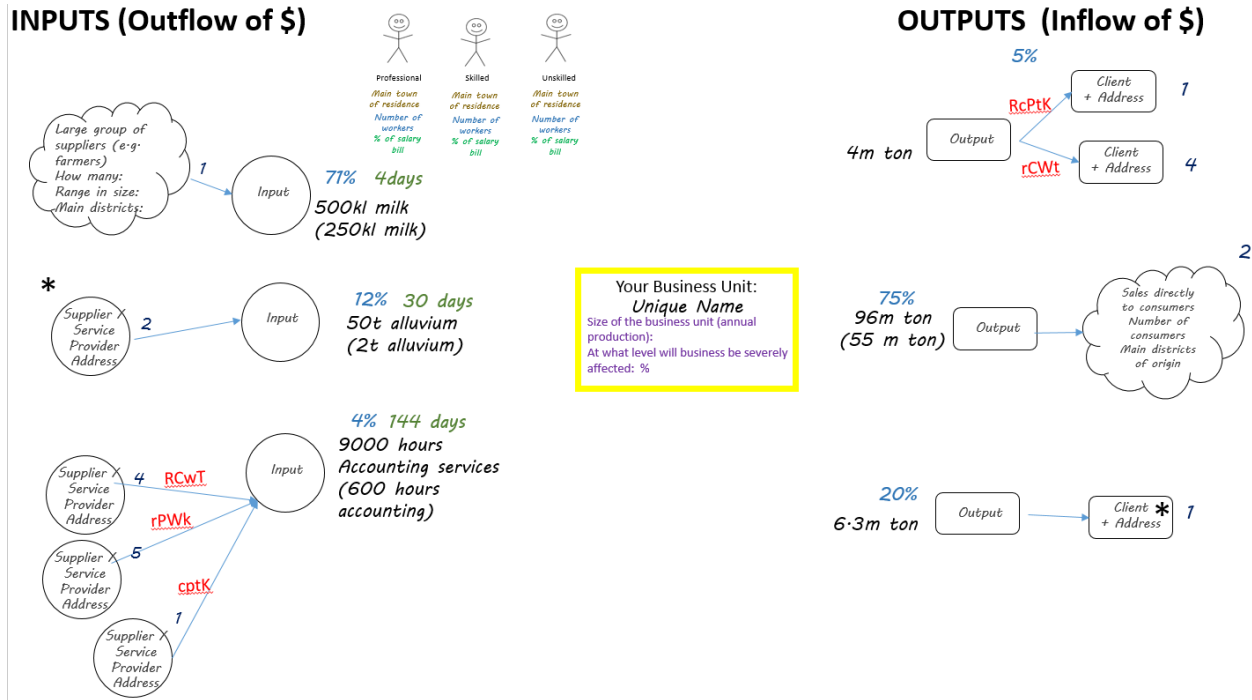 INPUTS (Outflow of $)
Professional
Main town
of residence
Number of
workers
% of salary
bill
Skilled
Main town
of residence
Number of
workers
% of salary
bill
Unskilled
Main town
of residence
Number of
workers
% of salary
bill
Large group of
suppliers (e.g.
farmers)
How many:
Range in size:
Main districts:
1
Input
71% 4days
500kl milk
(250kl milk)
*
Supplier /
Service
Provider
Address
2
Input
12% 30 days
50t alluvium
(2t alluvium)
Supplier /
Service
Provider
Address
4
RCwT
Supplier /
Service
Provider
Address
5
rPWk
Supplier /
Service
Provider
Address
1
cptK
Input
4% 144 days
9000 hours
Accounting services
(600 hours
accounting)
Your Business Unit:
Unique Name
Size of the business unit (annual
production):
At what level will business be severely
affected: %
OUTPUTS (Inflow of $)
5%
4m ton
Output
RcPtK
Client
+ Address
1
rCWt
Client
+ Address
4
75%
96m ton
(55 m ton)
Output
Sales directly
to consumers
Number of
consumers
Main districts
of origin
2
20%
6.3m ton
Output
Client *
+ Address
1